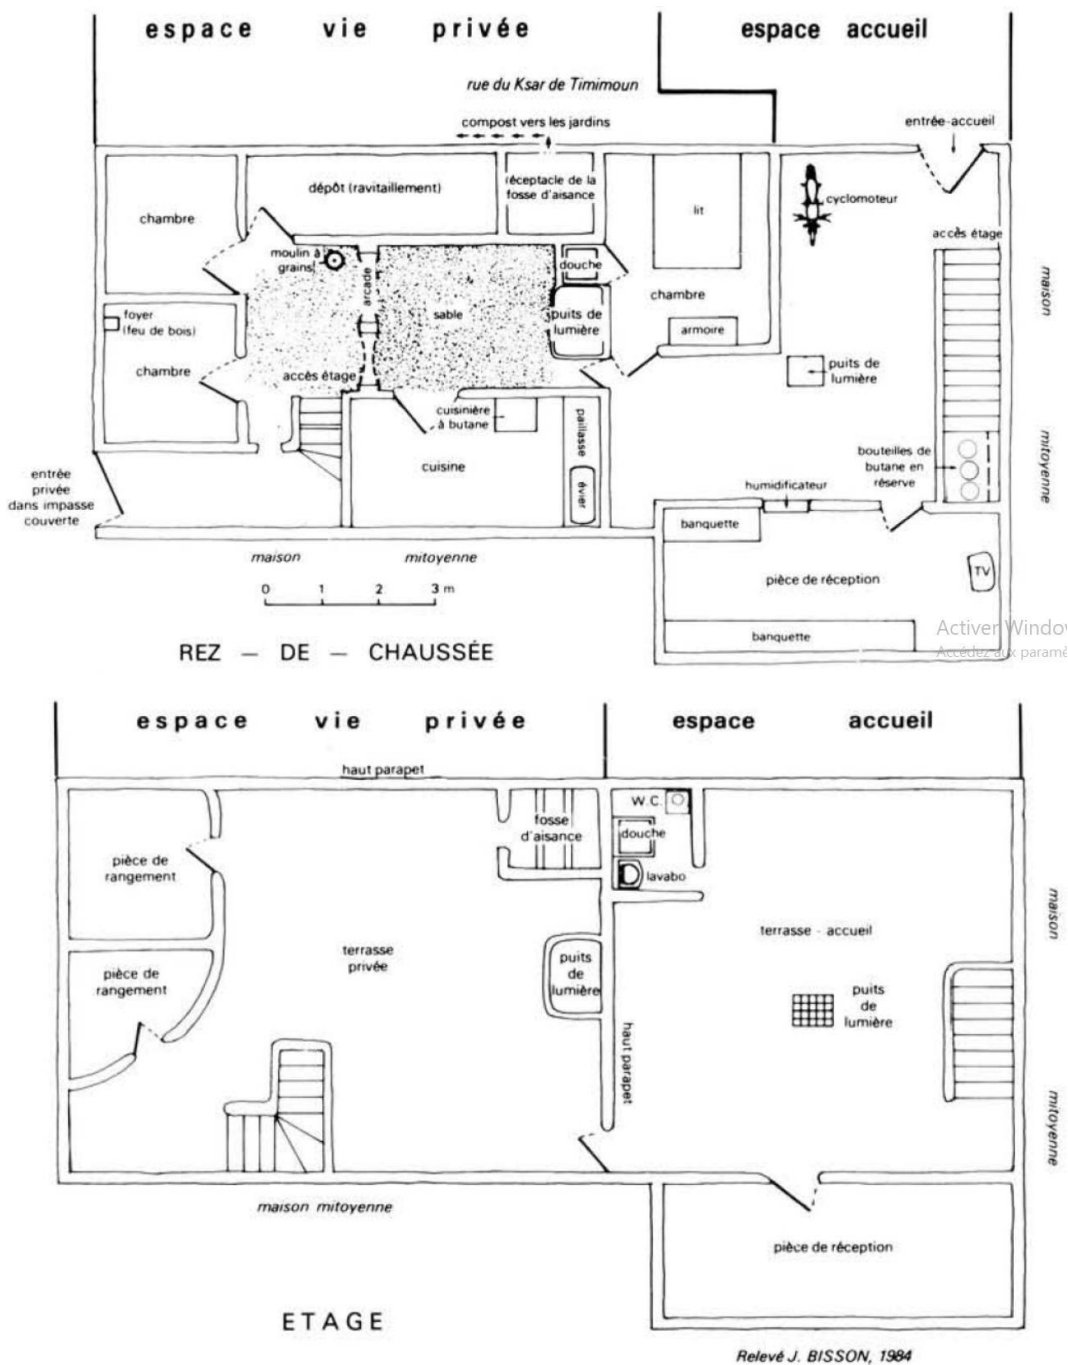 espace vie privée
espace accueil
rue du Ksar de Timimoun
compost vers les jardins
entrée-accueil
dépôt (ravitaillement)
réceptacle de la
fosse d'aisance
chambre
lit
cyclomoteur
accès étage
moulin à
grains
arcade
douche
chambre
sable
puits de
lumière
armoire
foyer
(feu de bois)
chambre
accès étage
puits de
lumière
maison
mitoyenne
cuisinière
à butane
paillasse
évier
cuisine
bouteilles de
butane en
réserve
humidificateur
entrée
privée
dans impasse
couverte
banquette
maison mitoyenne
pièce de réception
TV
0 1 2 3 m
banquette
REZ - DE - CHAUSSÉE
Activer Window
Accédez aux paramè
espace vie privée
espace accueil
haut parapet
W.C.
fosse
d'aisance
douche
lavabo
pièce de
rangement
terrasse
privée
terrasse - accueil
maison
mitoyenne
pièce de
rangement
puits
de
lumière
puits
de
lumière
haut parapet
maison mitoyenne
pièce de réception
ETAGE
Relevé J. BISSON, 1984